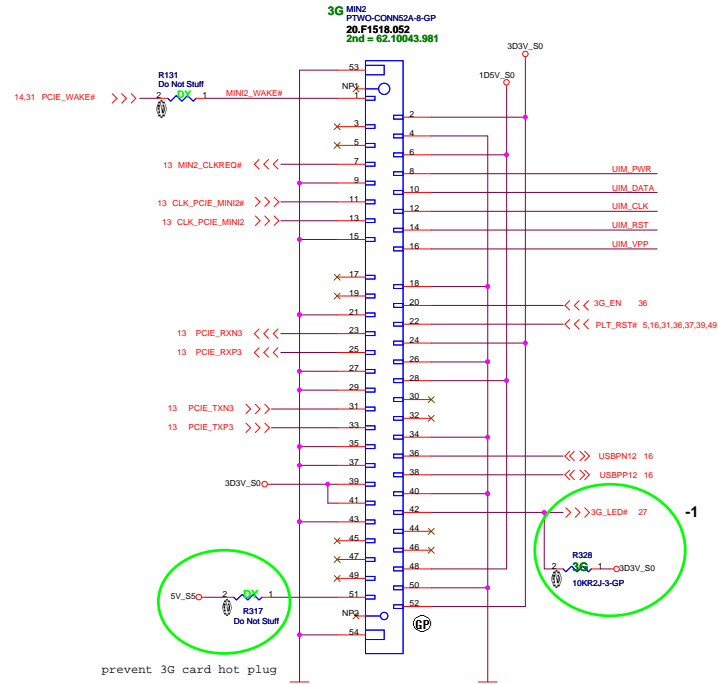 3G MIN2
PTWO-CONN52A-8-GP
20.F1518.052
2nd = 62.10043.981
3D3V_S0
1D5V_S0
53
NP1
R131
Do Not Stuff
14,31 PCIE_WAKE#
2 DY 1
MINI2_WAKE#
1
2
3
4
5
6
13 MIN2_CLKREQ#
7
8
UIM_PWR
9
10
UIM_DATA
13 CLK_PCIE_MINI2#
11
12
UIM_CLK
13 CLK_PCIE_MINI2
13
14
UIM_RST
15
16
UIM_VPP
17
18
19
20
3G_EN 36
21
22
PLT_RST# 5,16,31,36,37,39,49
13 PCIE_RXN3
23
24
13 PCIE_RXP3
25
26
27
28
29
30
13 PCIE_TXN3
31
32
13 PCIE_TXP3
33
34
35
36
USBPN12 16
37
38
USBPP12 16
3D3V_S0
39
40
41
42
3G_LED# 27
-1
43
44
45
46
47
48
R328
2 3G 1
3D3V_S0
10KR2J-3-GP
49
50
5V_S5
2 DY 1
R317
Do Not Stuff
51
52
NP2
GP
54
prevent 3G card hot plug